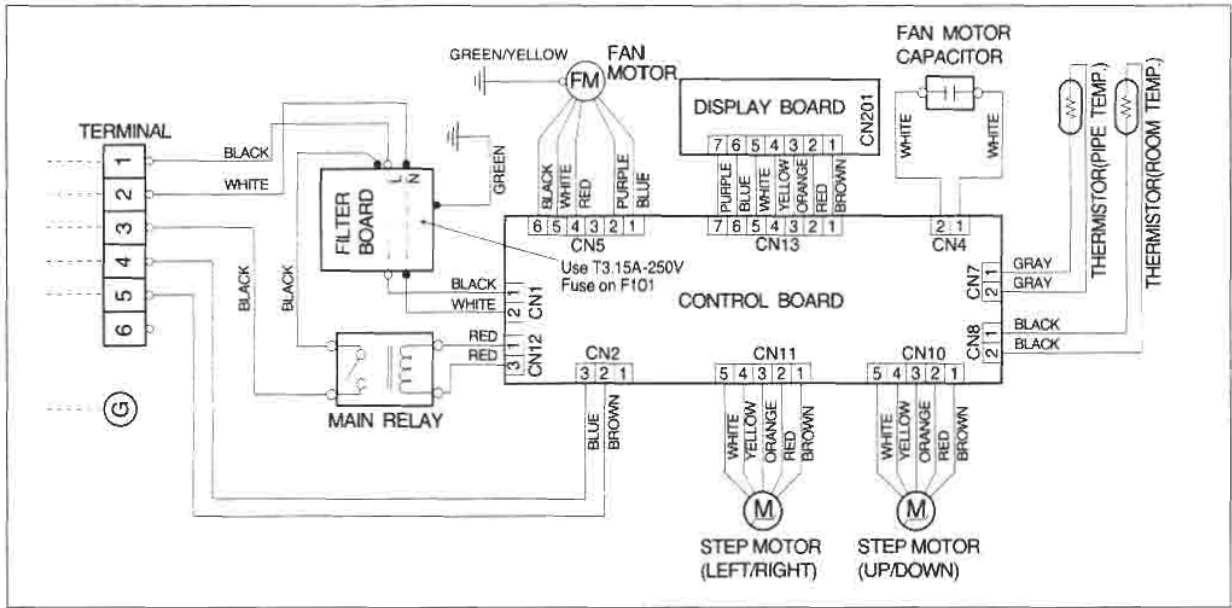 GREEN/YELLOW
FAN
MOTOR
FM
FAN MOTOR
CAPACITOR
DISPLAY BOARD
CN201
7 6 5 4 3 2 1
WHITE
WHITE
THERMISTOR(PIPE TEMP.)
THERMISTOR(ROOM TEMP.)
TERMINAL
1
2
3
4
5
6
G
BLACK
WHITE
GREEN
L
N
FILTER
BOARD
BLACK
WHITE
RED
PURPLE
BLUE
PURPLE
BLUE
WHITE
YELLOW
ORANGE
RED
BROWN
6 5 4 3 2 1
CN5
7 6 5 4 3 2 1
CN13
2 1
CN4
Use T3.15A-250V
Fuse on F101
CONTROL BOARD
BLACK
WHITE
1
2
CN1
RED
RED
1
3
CN12
BLACK
BLACK
MAIN RELAY
CN7
1
2
GRAY
GRAY
CN8
1
2
BLACK
BLACK
CN2
3 2 1
BLUE
BROWN
CN11
5 4 3 2 1
WHITE
YELLOW
ORANGE
RED
BROWN
CN10
5 4 3 2 1
WHITE
YELLOW
ORANGE
RED
BROWN
M
STEP MOTOR
(LEFT/RIGHT)
M
STEP MOTOR
(UP/DOWN)